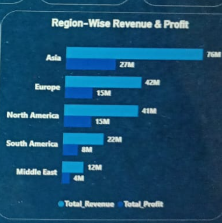 Region-Wise Revenue & Profit
Asia
76M
27M
Europe
42M
15M
North America
41M
15M
South America
22M
8M
Middle East
12M
4M
Total_Revenue Total_Profit